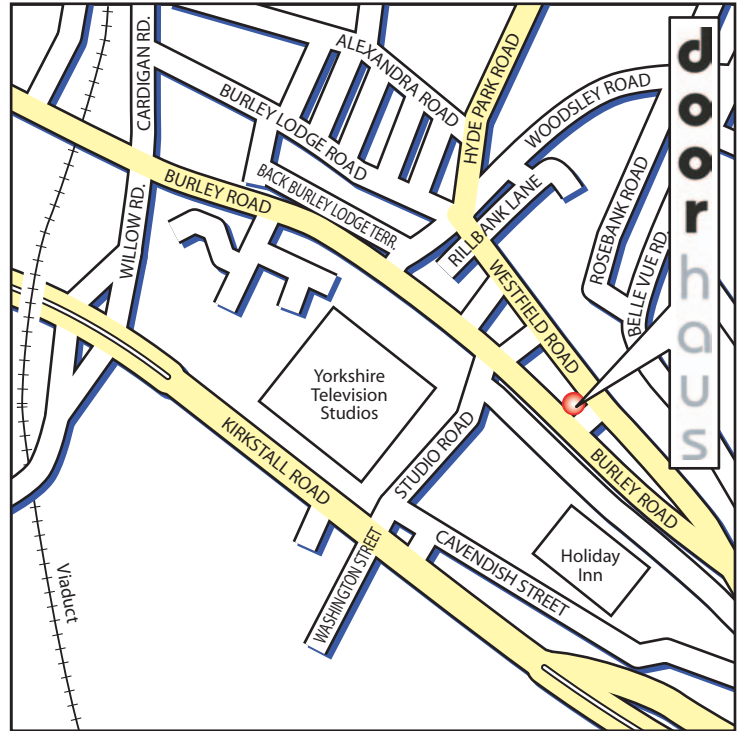 CARDIGAN RD.
ALEXANDRA ROAD
HYDE PARK ROAD
WOODSLEY ROAD
BURLEY LODGE ROAD
BURLEY ROAD
BACK BURLEY LODGE TERR.
RILLBANK LANE
ROSEBANK ROAD
BELLE VUE RD.
WILLOW RD.
WESTFIELD ROAD
doorhaus
Yorkshire
Television
Studios
KIRKSTALL ROAD
STUDIO ROAD
BURLEY ROAD
CAVENDISH STREET
Holiday
Inn
WASHINGTON STREET
Viaduct